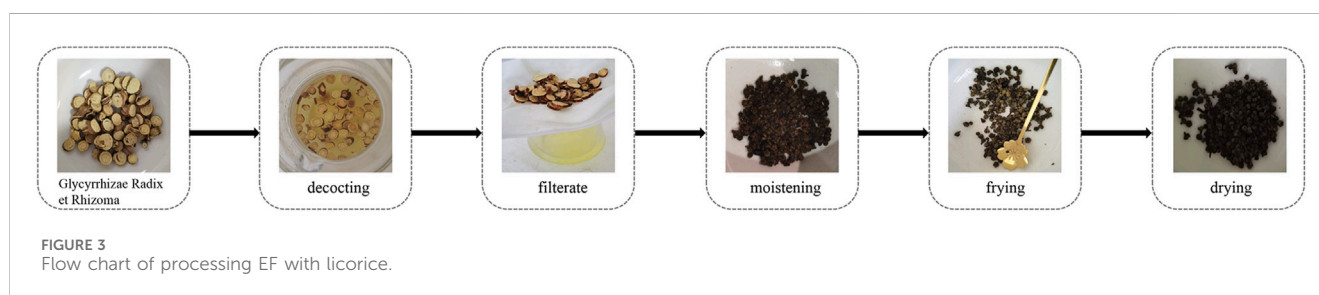 Glycyrrhizae Radix
et Rhizoma
decocting
filterate
moistening
frying
drying
FIGURE 3
Flow chart of processing EF with licorice.